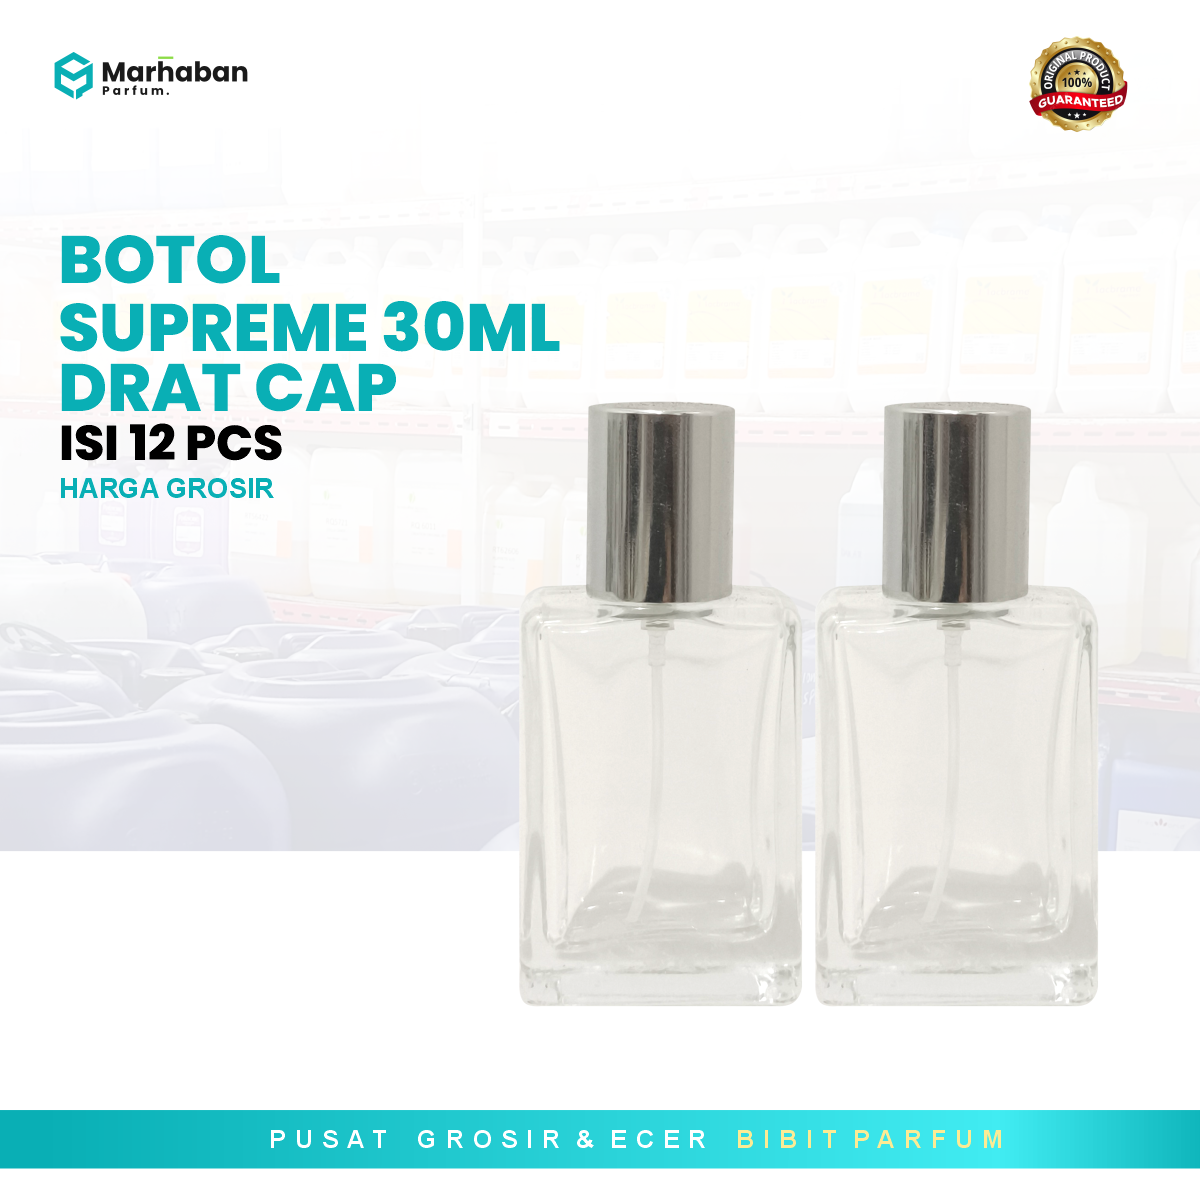 Marhaban
Parfum.
ORIGINAL PRODUCT
100%
GUARANTEED
BOTOL
SUPREME 30ML
DRAT CAP
ISI 12 PCS
HARGA GROSIR
PUSAT GROSIR & ECER BIBIT PARFUM